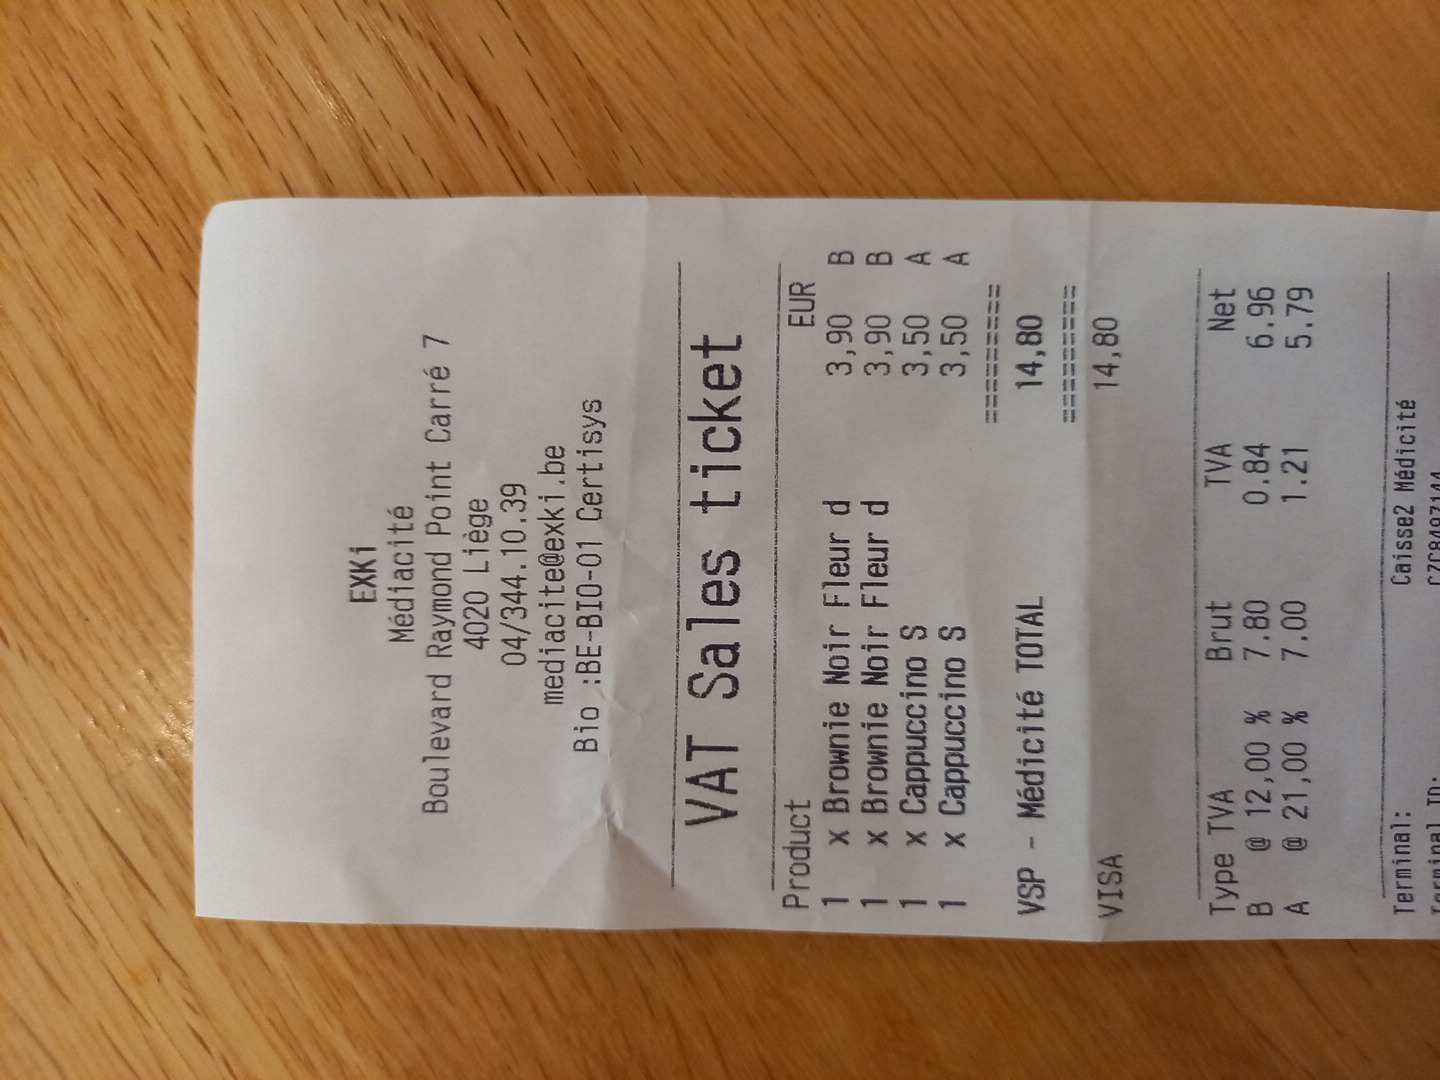 EXKi
Médiacité
Boulevard Raymond Point Carré 7
4020 Liège
04/344.10.39
mediacite@exki.be
Bio :BE-BIO-01 Certisys
VAT Sales ticket
Product EUR
1 x Brownie Noir Fleur d 3,90 B
1 x Brownie Noir Fleur d 3,90 B
1 x Cappuccino S 3,50 A
1 x Cappuccino S 3,50 A
=========
VSP - Médicité TOTAL 14,80
=========
VISA 14,80
Type TVA Brut TVA Net
B @ 12,00 % 7.80 0.84 6.96
A @ 21,00 % 7.00 1.21 5.79
Terminal: Caisse2 Médicité
Terminal ID: